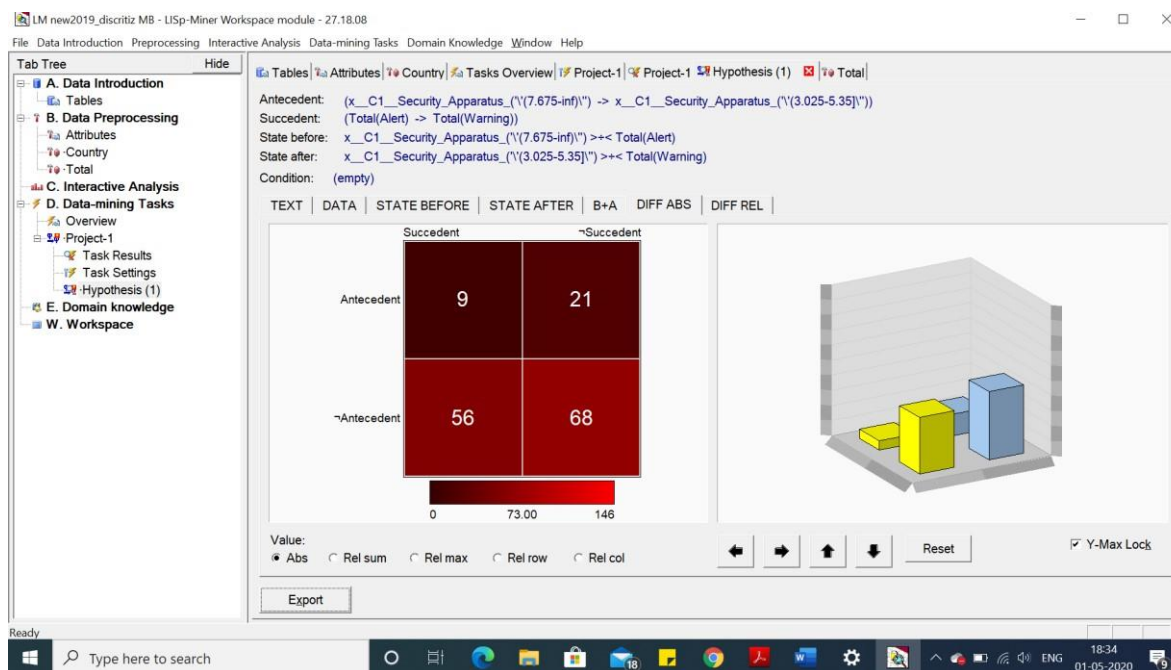 LM new2019_discritiz MB - LISp-Miner Workspace module - 27.18.08
File Data Introduction Preprocessing Interactive Analysis Data-mining Tasks Domain Knowledge Window Help
Tab Tree Hide
A. Data Introduction
Tables
B. Data Preprocessing
Attributes
·Country
·Total
C. Interactive Analysis
D. Data-mining Tasks
Overview
·Project-1
Task Results
Task Settings
·Hypothesis (1)
E. Domain knowledge
W. Workspace
Tables Attributes Country Tasks Overview Project-1 Project-1 Hypothesis (1) Total
Antecedent: (x__C1__Security_Apparatus_("\'(7.675-inf)\") -> x__C1__Security_Apparatus_("\'(3.025-5.35]\"))
Succedent: (Total(Alert) -> Total(Warning))
State before: x__C1__Security_Apparatus_("\'(7.675-inf)\") >÷< Total(Alert)
State after: x__C1__Security_Apparatus_("\'(3.025-5.35]\") >÷< Total(Warning)
Condition: (empty)
TEXT DATA STATE BEFORE STATE AFTER B+A DIFF ABS DIFF REL
Succedent ¬Succedent
Antecedent 9 21
¬Antecedent 56 68
0 73.00 146
Value:
Abs Rel sum Rel max Rel row Rel col
Reset
Y-Max Lock
Export
Ready
Type here to search
18
ENG
18:34
01-05-2020